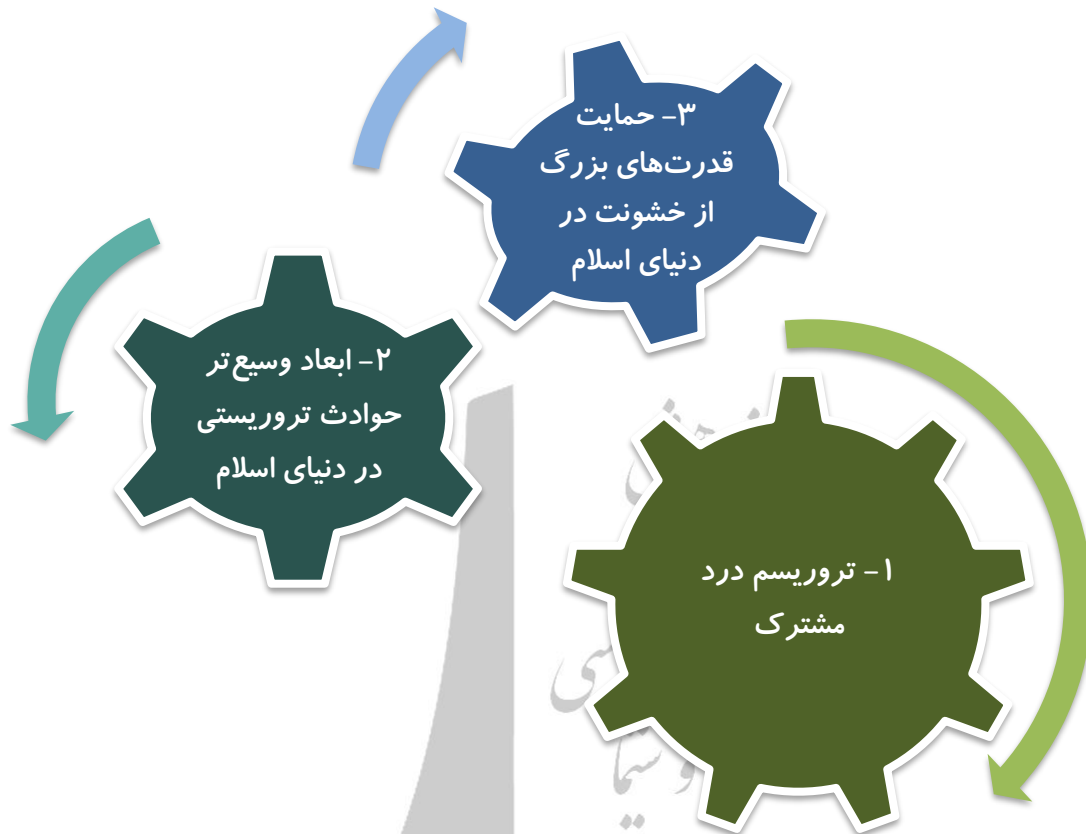 ۳- حمایت
قدرت‌های بزرگ
از خشونت در
دنیای اسلام
۲- ابعاد وسیع‌تر
حوادث تروریستی
در دنیای اسلام
۱- تروریسم درد
مشترک